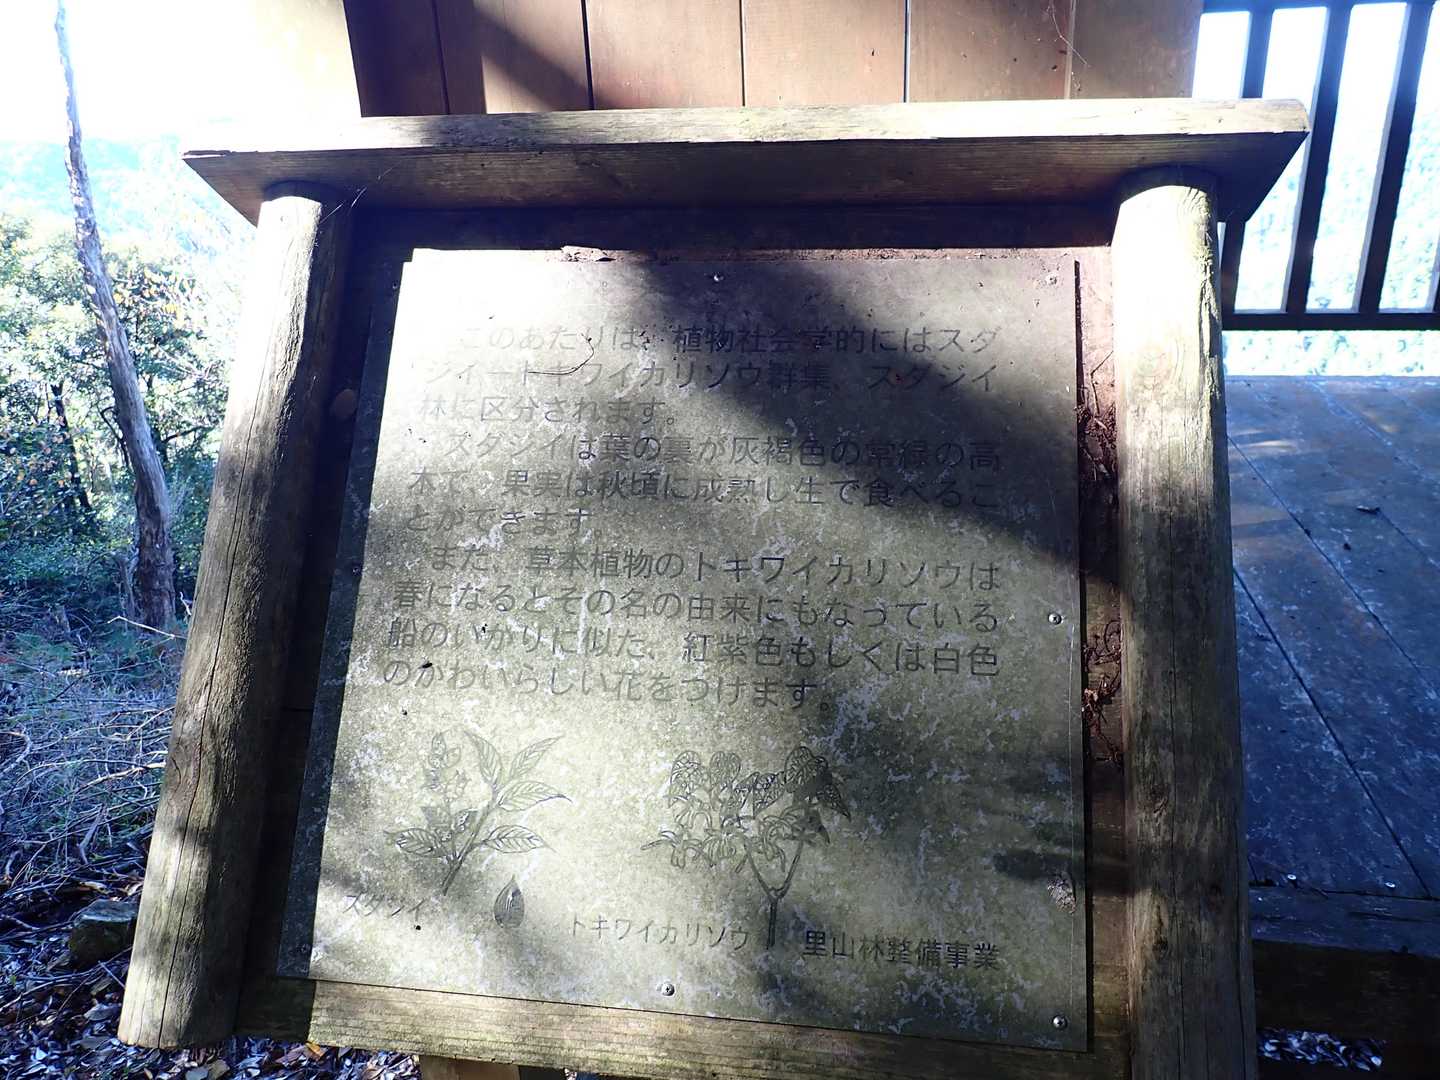 このあたりは、植物社会学的にはスダ
ジイートキワイカリソウ群集、スダジイ
林に区分されます。
スダジイは葉の裏が灰褐色の常緑の高
木で、果実は秋頃に成熟し生で食べるこ
とができます。
また、草本植物のトキワイカリソウは
春になるとその名の由来にもなっている
船のいかりに似た、紅紫色もしくは白色
のかわいらしい花をつけます。
スダジイ
トキワイカリソウ
里山林整備事業